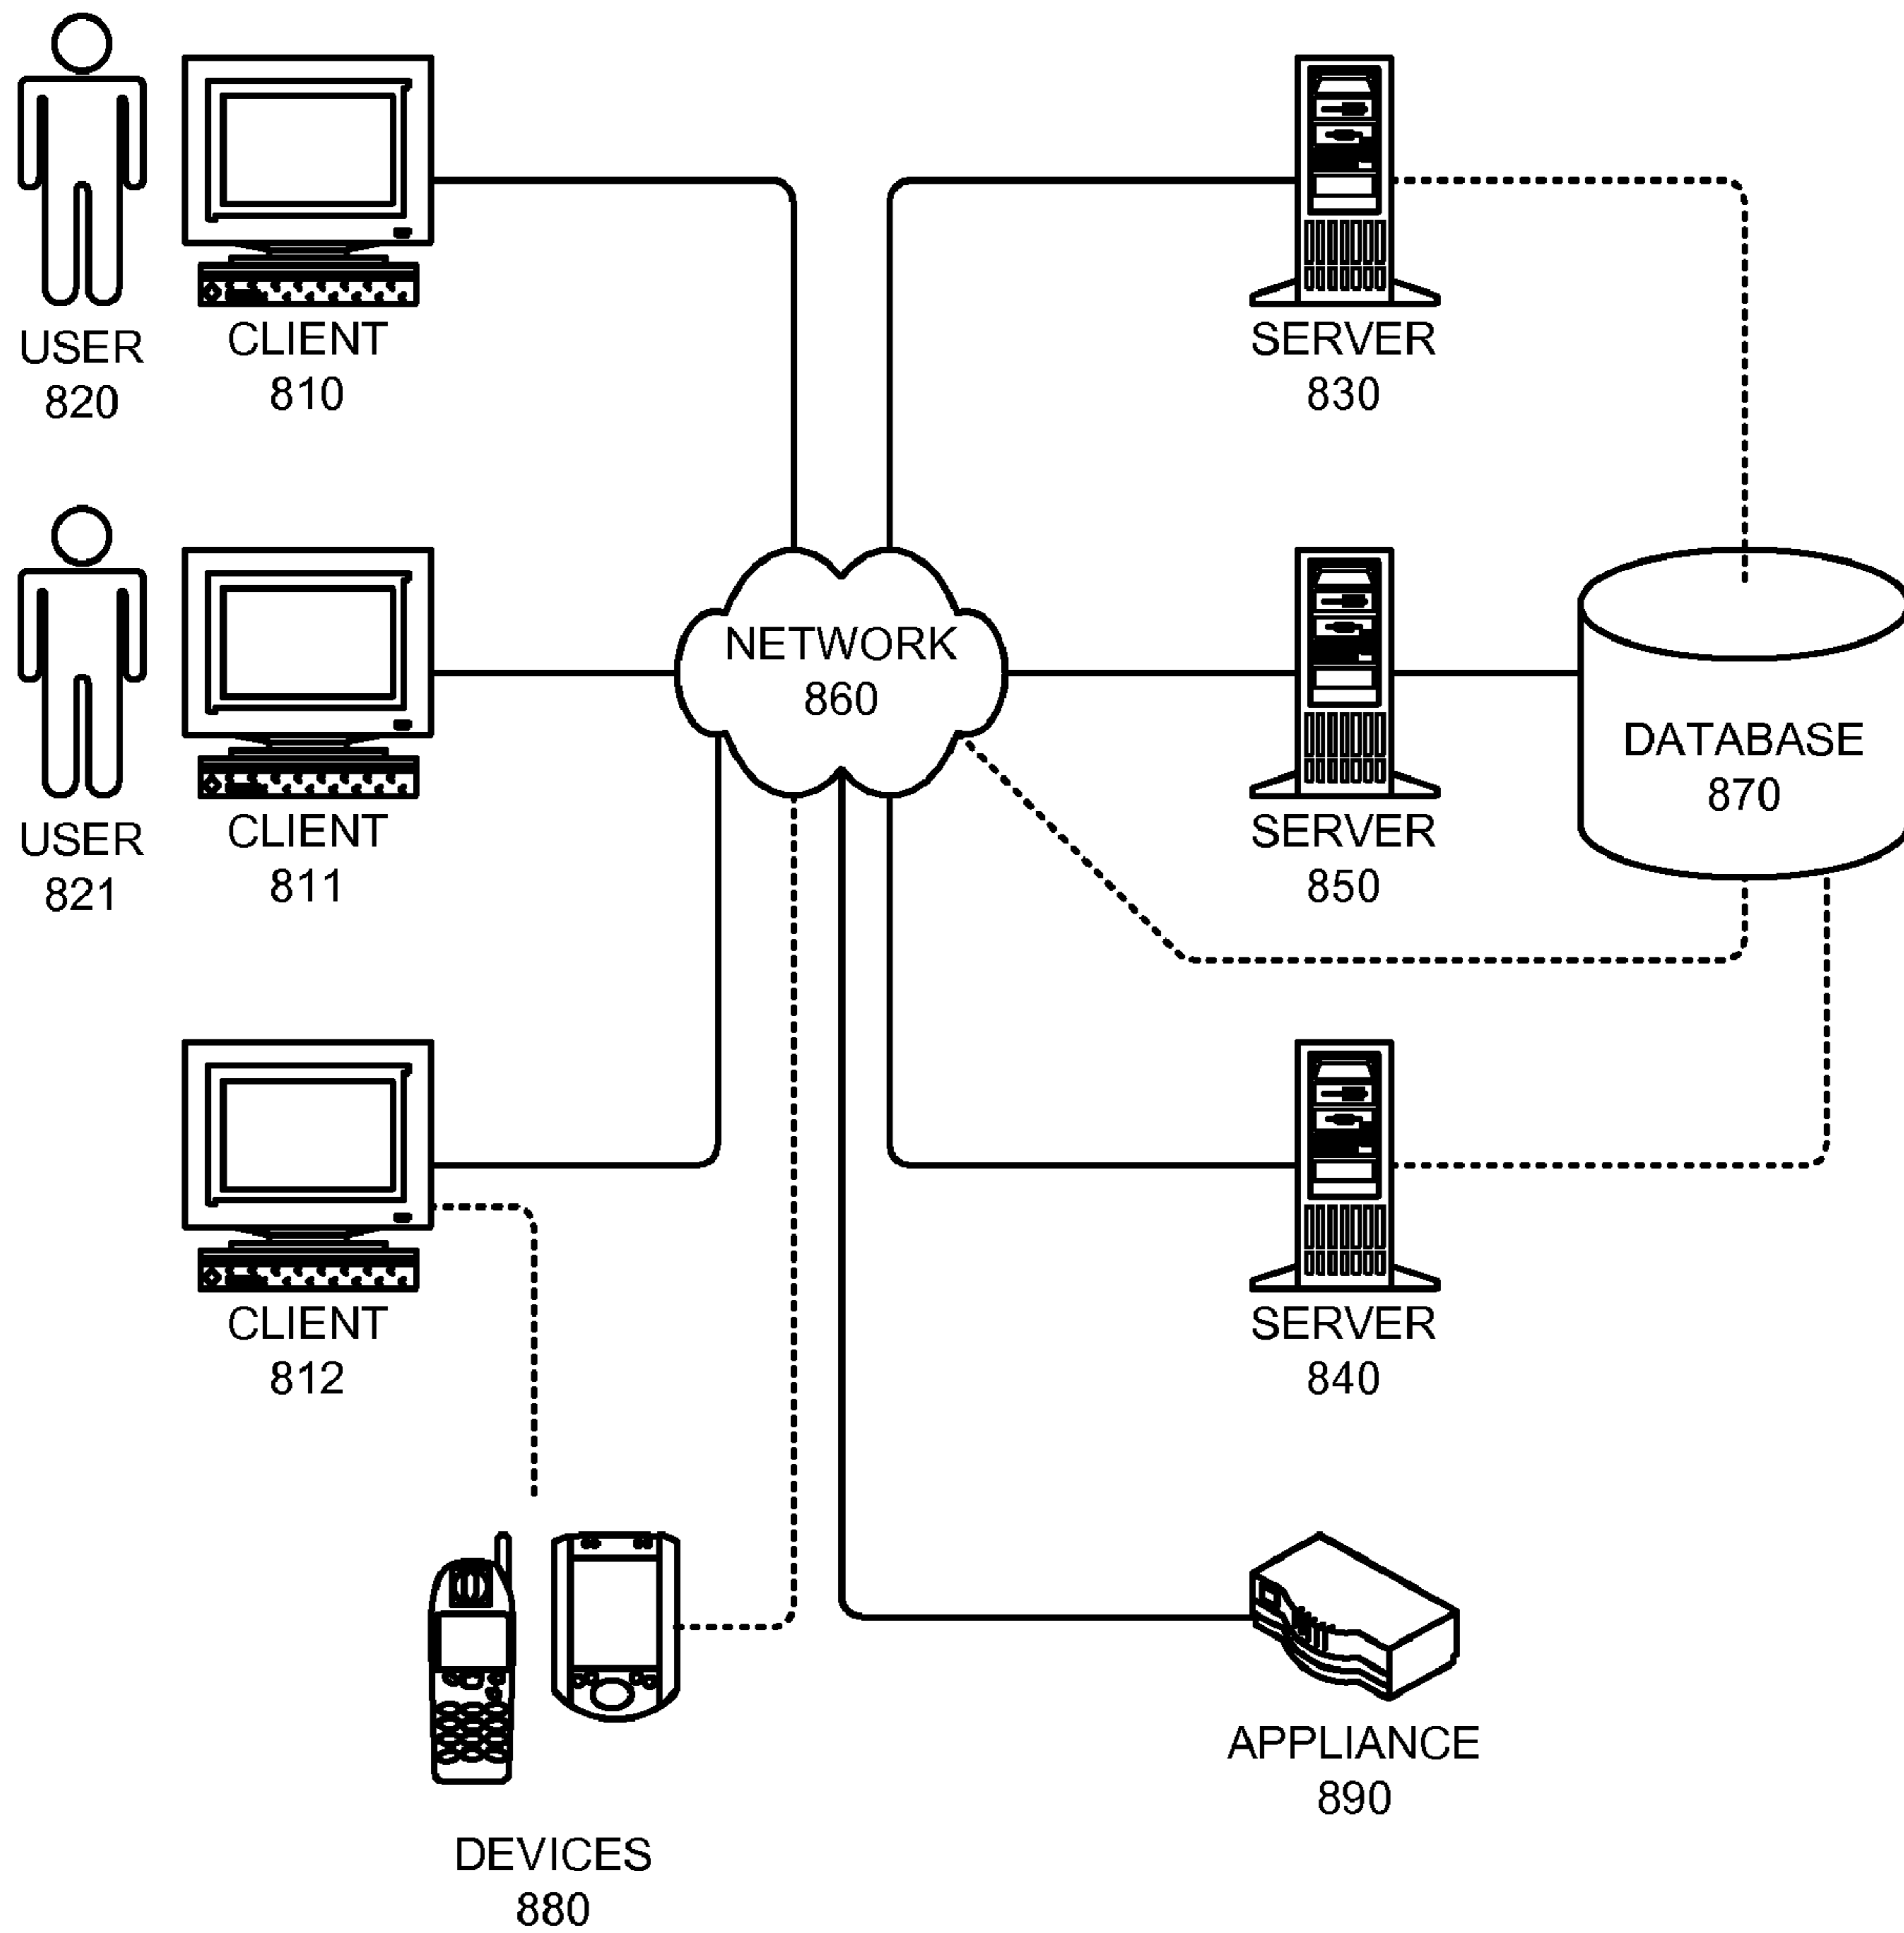 USER
820
CLIENT
810
SERVER
830
NETWORK
860
USER
821
CLIENT
811
SERVER
850
DATABASE
870
CLIENT
812
SERVER
840
DEVICES
880
APPLIANCE
890